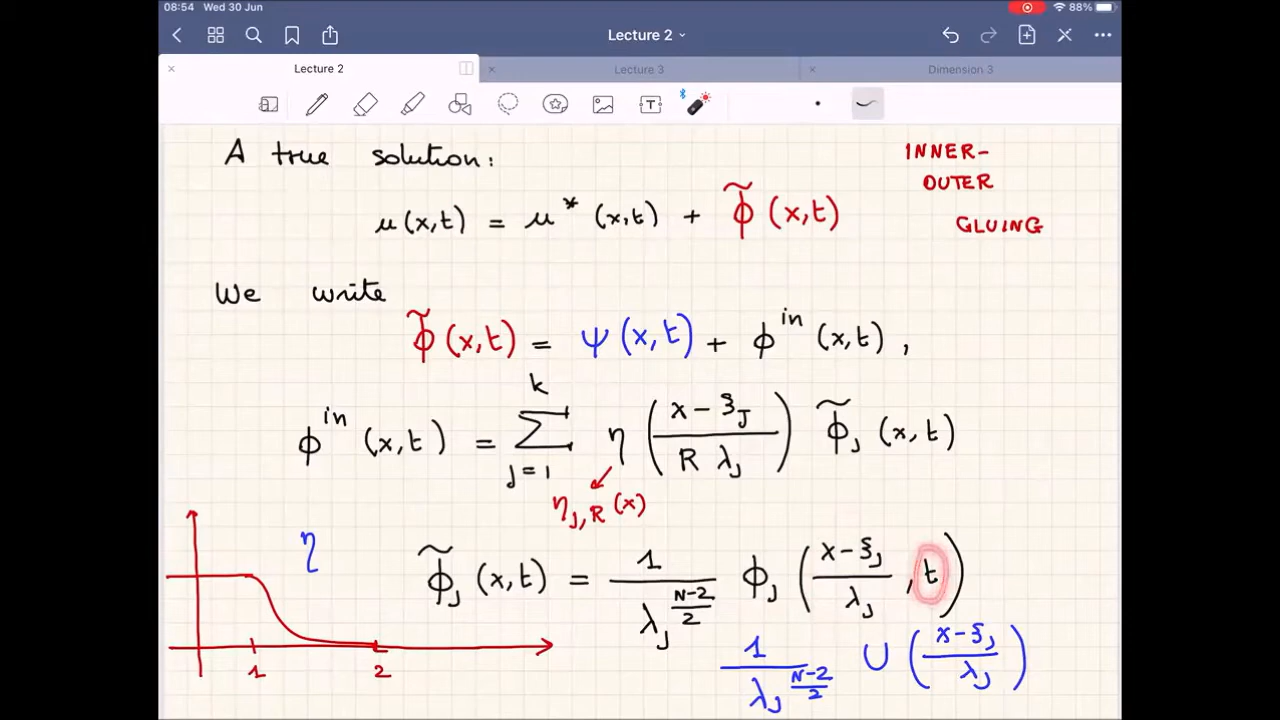 08:54 Wed 30 Jun 88%
Lecture 2
Lecture 2 Lecture 3 Dimension 3
A true solution:
INNER-
OUTER
GLUING
u(x,t) = u* (x,t) + φ̃ (x,t)
We write
φ̃ (x,t) = ψ (x,t) + φ^in (x,t) ,
φ^in (x,t) = Σ_{j=1}^{k} η ( (x-ξ_j) / (R λ_j) ) φ̃_j (x,t)
η_{j,R} (x)
η
φ̃_j (x,t) = 1 / λ_j^{(N-2)/2} φ_j ( (x-ξ_j) / λ_j , t )
1 2
1 / λ_j^{(N-2)/2} U ( (x-ξ_j) / λ_j )